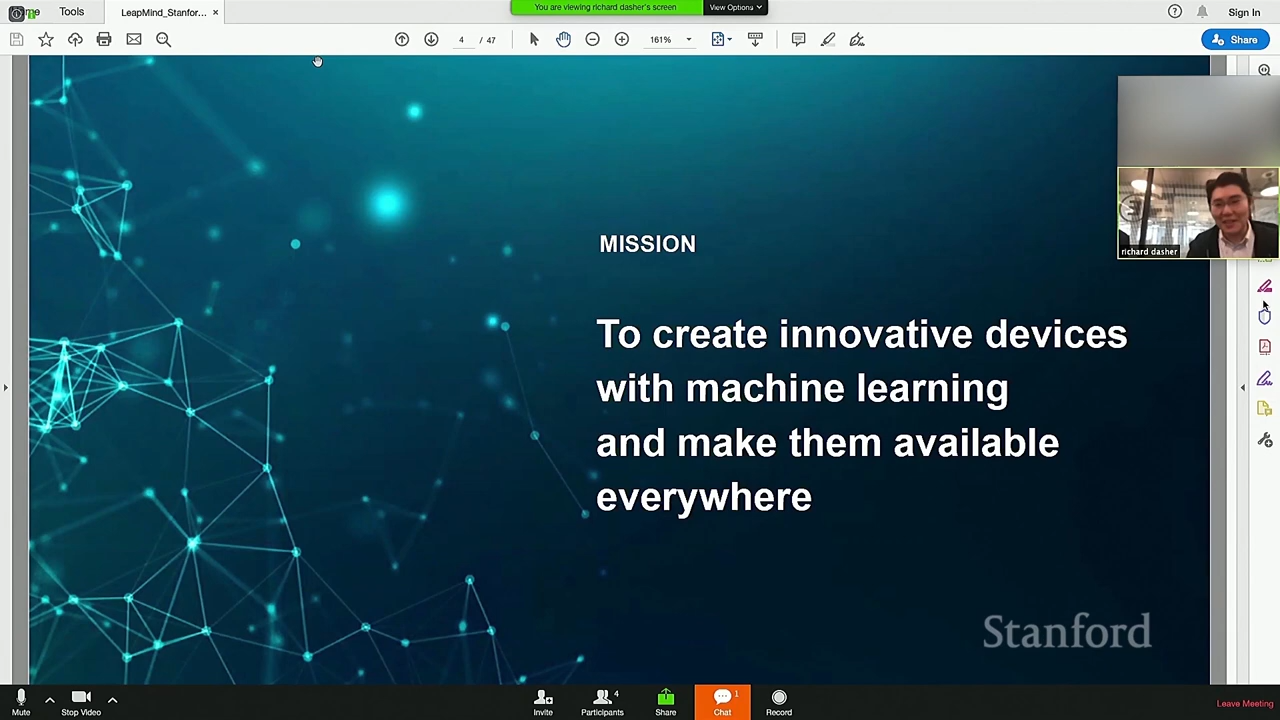 Tools
LeapMind_Stanfor...
You are viewing richard dasher's screen
View Options
Sign In
4 / 47
161%
Share
richard dasher
MISSION
To create innovative devices
with machine learning
and make them available
everywhere
Stanford
Mute
Stop Video
Invite
Participants
4
Share
Chat
1
Record
Leave Meeting